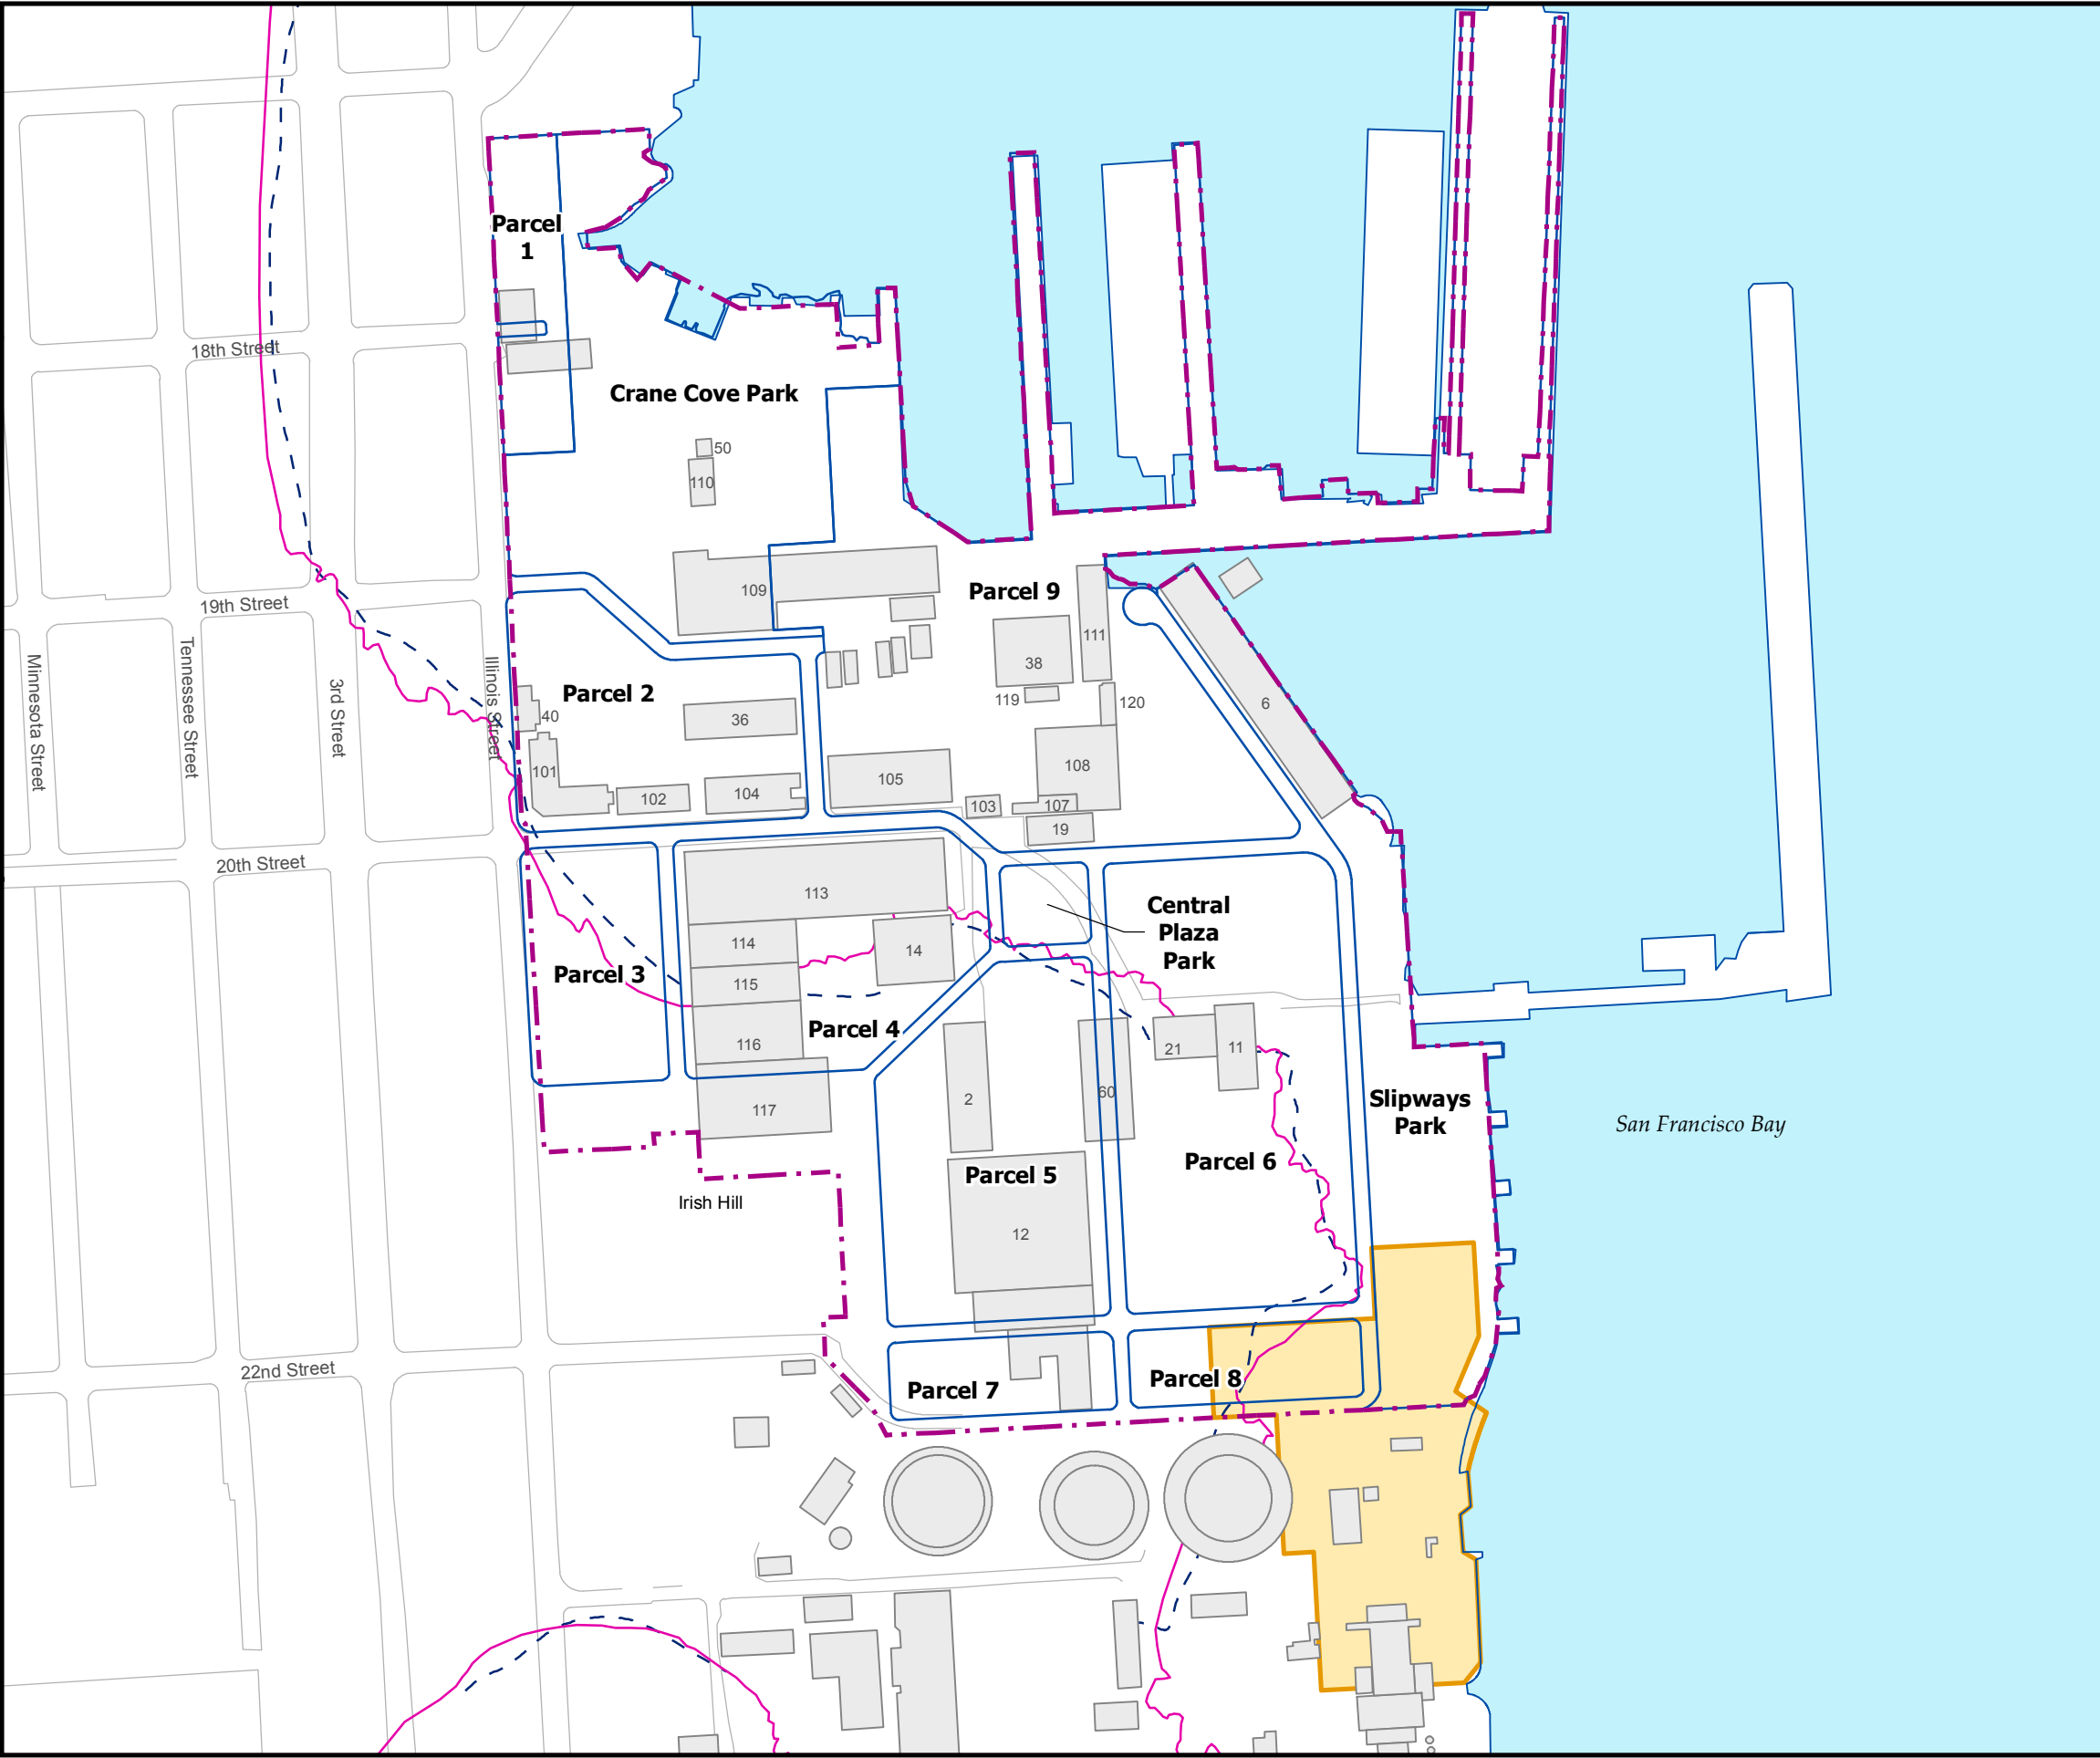 Parcel
1
18th Street
Crane Cove Park
50
110
109
Parcel 9
19th Street
111
38
119
120
6
Minnesota Street
Tennessee Street
3rd Street
Illinois Street
Parcel 2
40
36
101
102
104
105
108
103
107
19
20th Street
113
Central
Plaza
Park
114
14
Parcel 3
115
Parcel 4
116
21
11
117
2
60
Slipways
Park
San Francisco Bay
Parcel 5
Parcel 6
Irish Hill
12
22nd Street
Parcel 7
Parcel 8